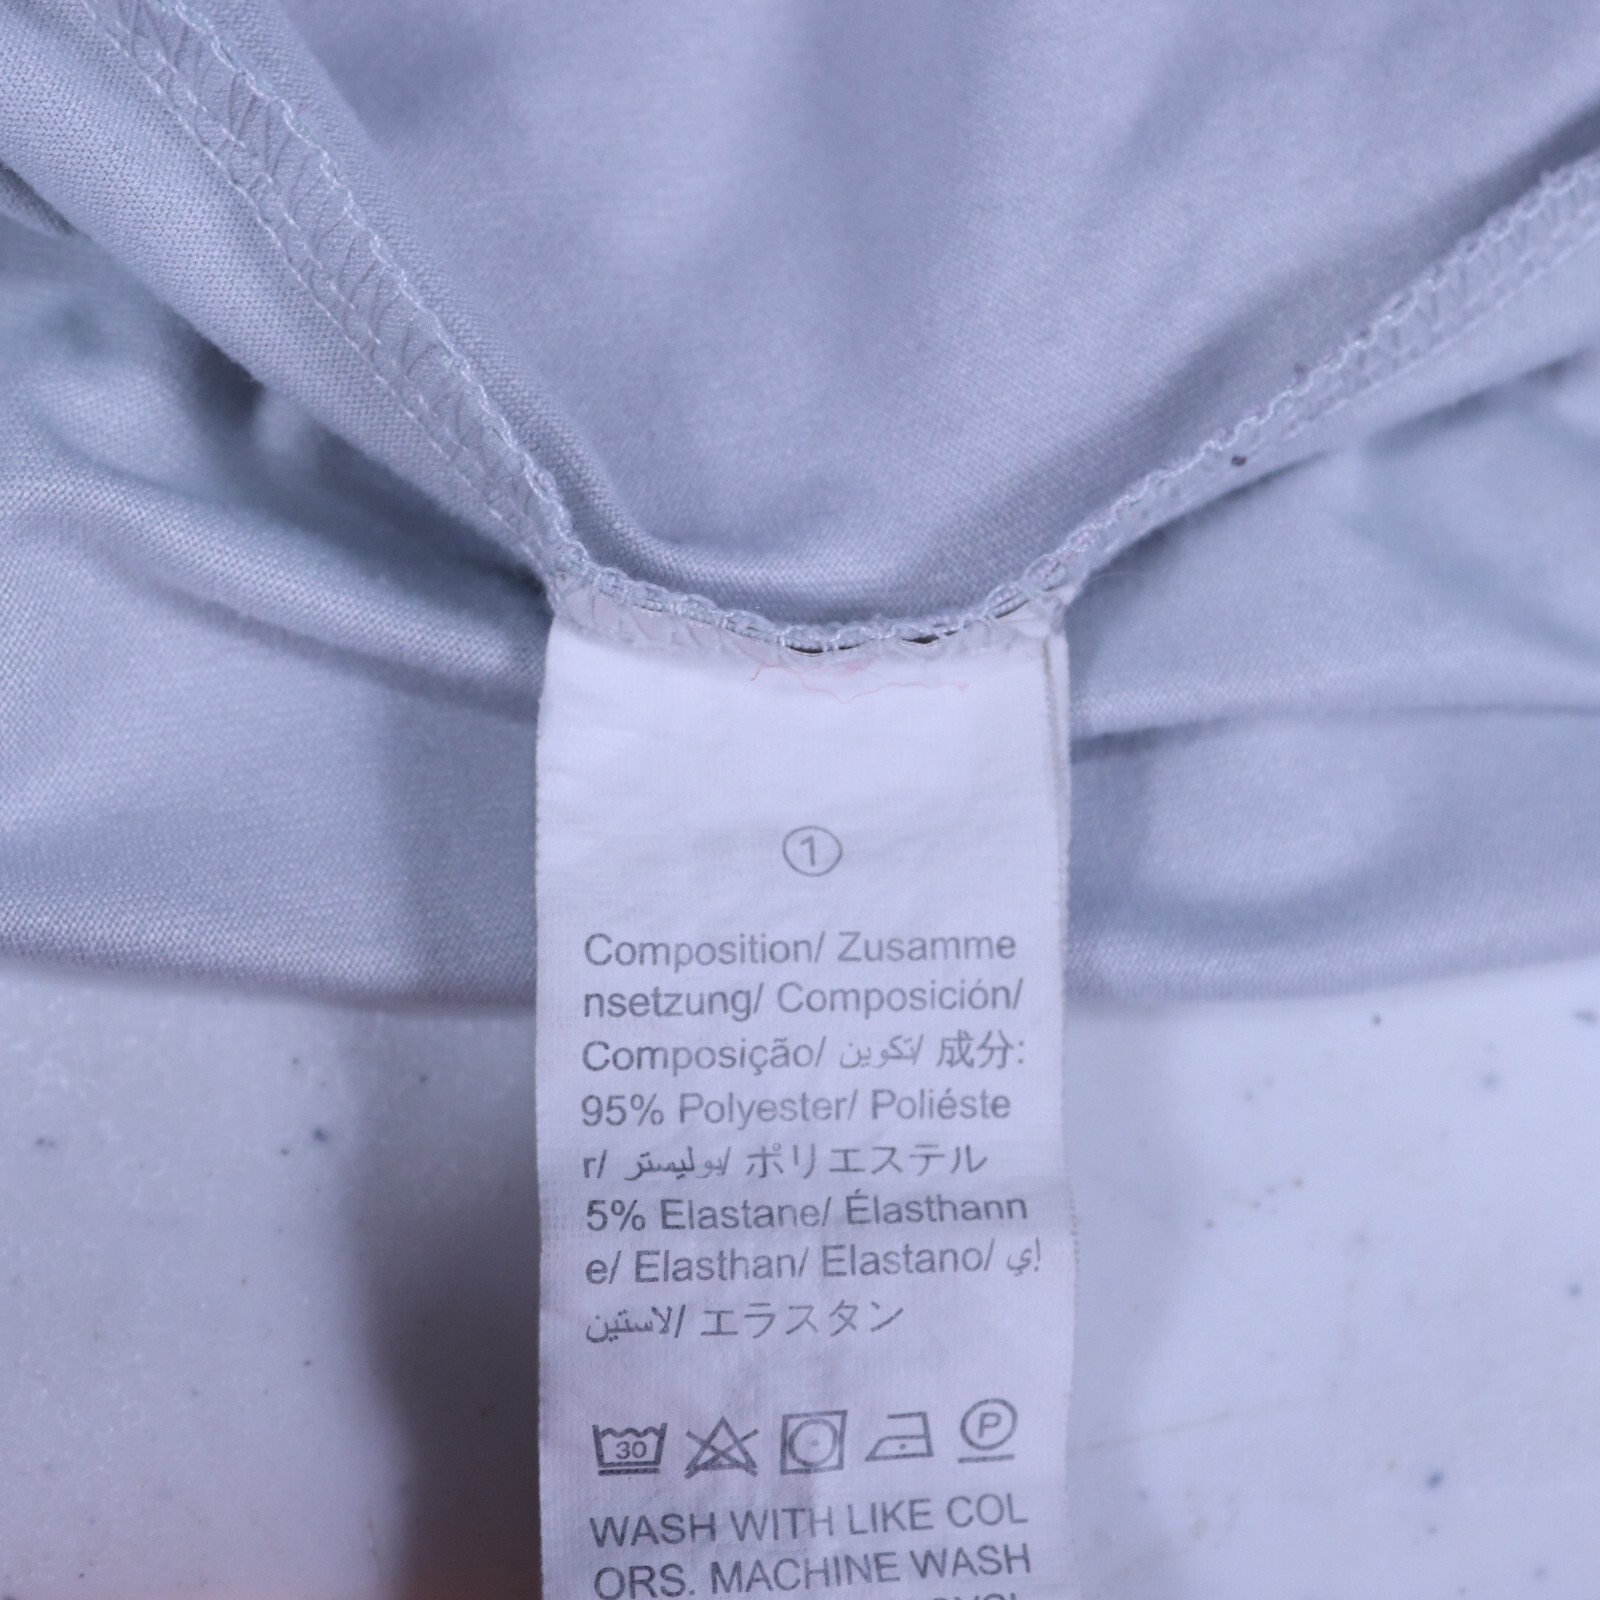 ①
Composition/ Zusamme
nsetzung/ Composición/
Composição/ تكوين/ 成分:
95% Polyester/ Poliéste
r/ بوليستر/ ポリエステル
5% Elastane/ Élasthann
e/ Elasthan/ Elastano/ إي
لاستين/ エラスタン
30 P
WASH WITH LIKE COL
ORS. MACHINE WASH